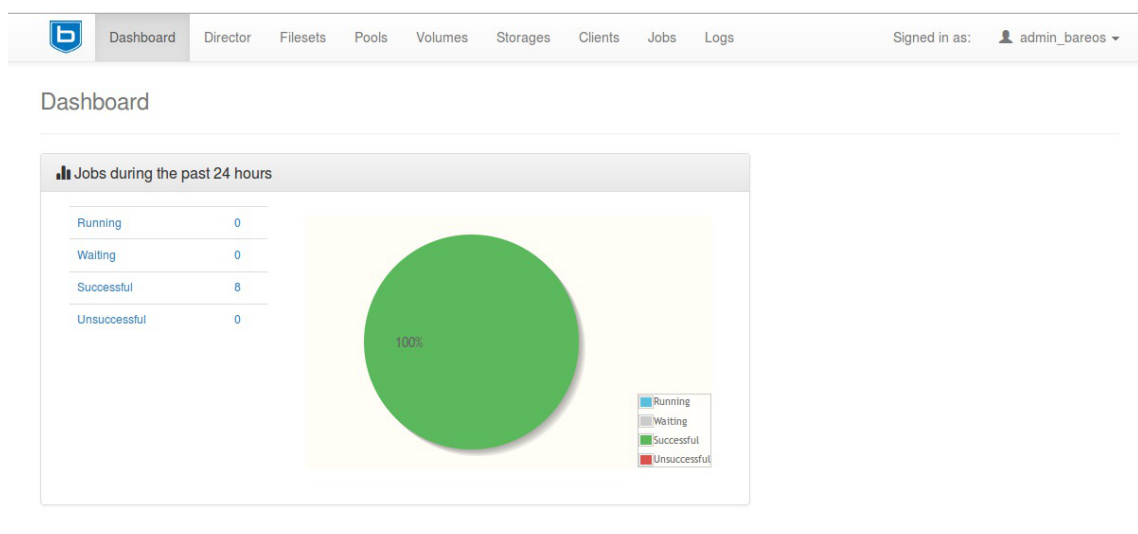 b Dashboard Director Filesets Pools Volumes Storages Clients Jobs Logs Signed in as: admin_bareos
Dashboard
Jobs during the past 24 hours
Running 0
Waiting 0
Successful 8
Unsuccessful 0
100%
Running
Waiting
Successful
Unsuccessful